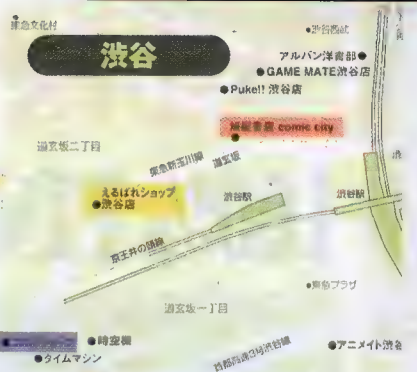 東急文化村
渋谷
●渋谷西武
アルバン洋書部●
●GAME MATE渋谷店
●Puke!! 渋谷店
comic city
道玄坂二丁目
東急新玉川線
道玄坂
えるぱれショップ
●渋谷店
渋谷駅
渋谷駅
京王井の頭線
●東急プラザ
道玄坂一丁目
●時空
●タイムマシン
首都高速3号渋谷線
●アニメイト渋谷